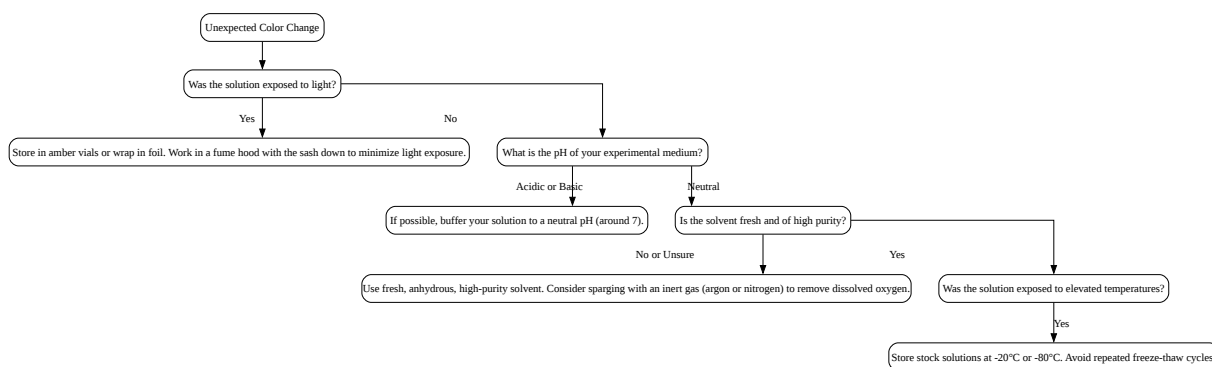 Unexpected Color Change
Was the solution exposed to light?
Yes
No
Store in amber vials or wrap in foil. Work in a fume hood with the sash down to minimize light exposure.
What is the pH of your experimental medium?
Acidic or Basic
Neutral
If possible, buffer your solution to a neutral pH (around 7).
Is the solvent fresh and of high purity?
No or Unsure
Yes
Use fresh, anhydrous, high-purity solvent. Consider sparging with an inert gas (argon or nitrogen) to remove dissolved oxygen.
Was the solution exposed to elevated temperatures?
Yes
Store stock solutions at -20°C or -80°C. Avoid repeated freeze-thaw cycles